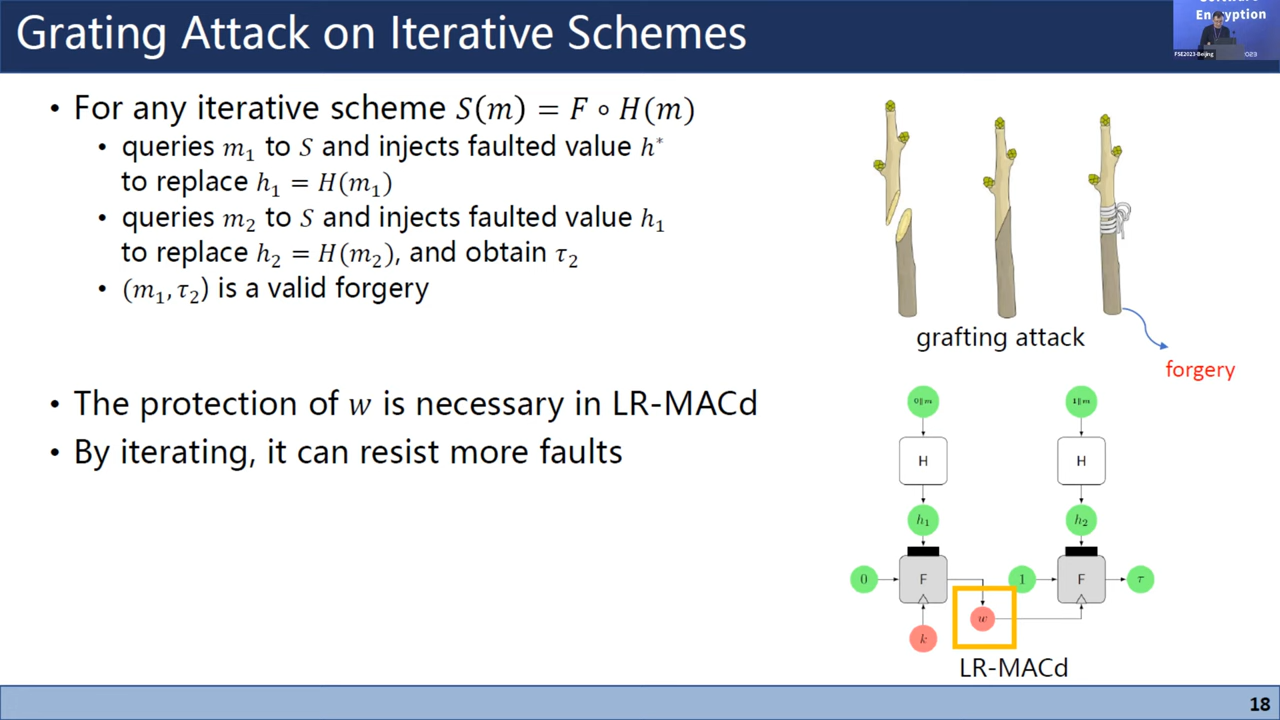 Grating Attack on Iterative Schemes
Encryption
FSE2023-Beijing
• For any iterative scheme S(m) = F ∘ H(m)
• queries m₁ to S and injects faulted value h*
to replace h₁ = H(m₁)
• queries m₂ to S and injects faulted value h₁
to replace h₂ = H(m₂), and obtain τ₂
• (m₁, τ₂) is a valid forgery
grafting attack
forgery
• The protection of w is necessary in LR-MACd
• By iterating, it can resist more faults
0∥m
1∥m
H
H
h₁
h₂
0
F
1
F
τ
w
k
LR-MACd
18